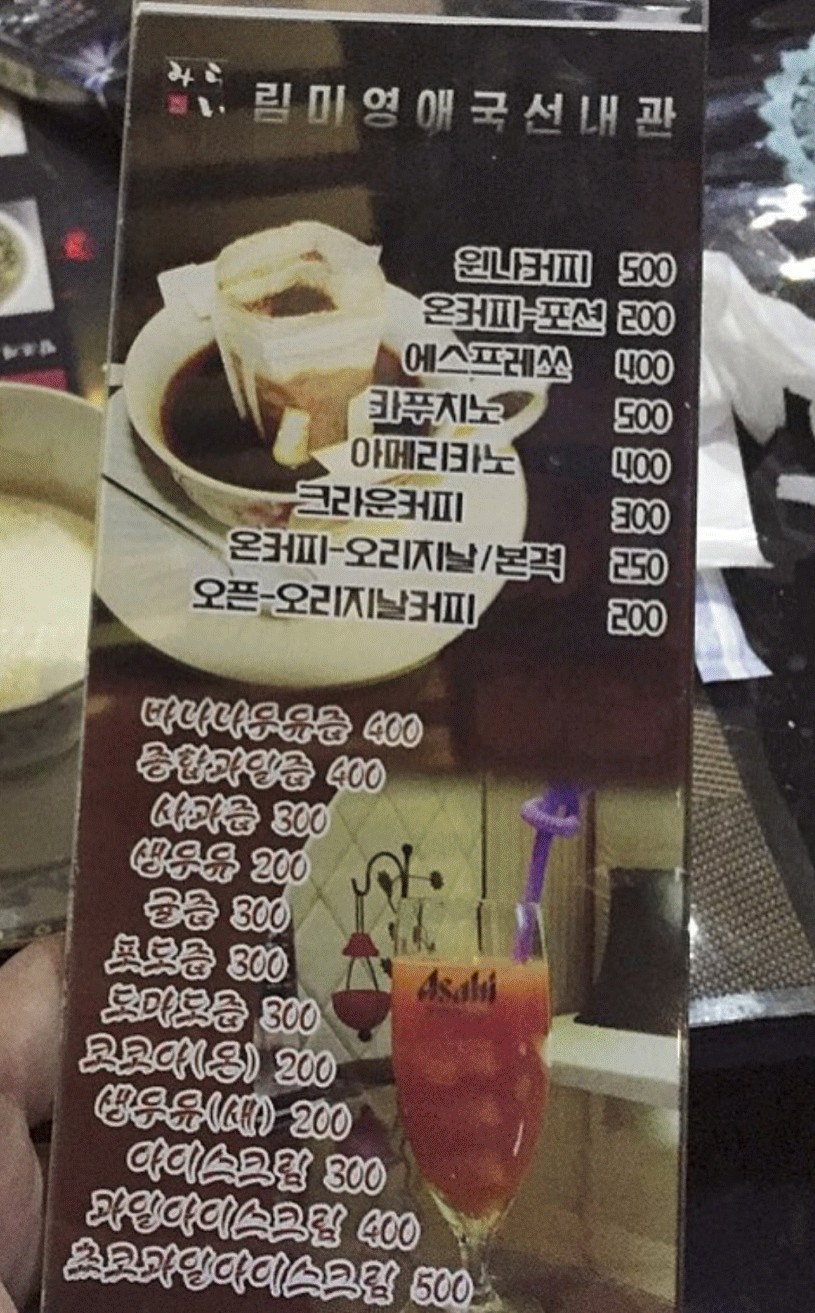 림미영애국선내관
윈나커피 500
온커피-포션 200
에스프레쏘 400
카푸치노 500
아메리카노 400
크라운커피 300
온커피-오리지날/본격 250
오픈-오리지날커피 200
바나나우유즙 400
종합과일즙 400
사과즙 300
생우유 200
귤즙 300
포도즙 300
도마도즙 300
코코아(온) 200
생우유(새) 200
아이스크림 300
과일아이스크림 400
쵸코과일아이스크림 500
Asahi